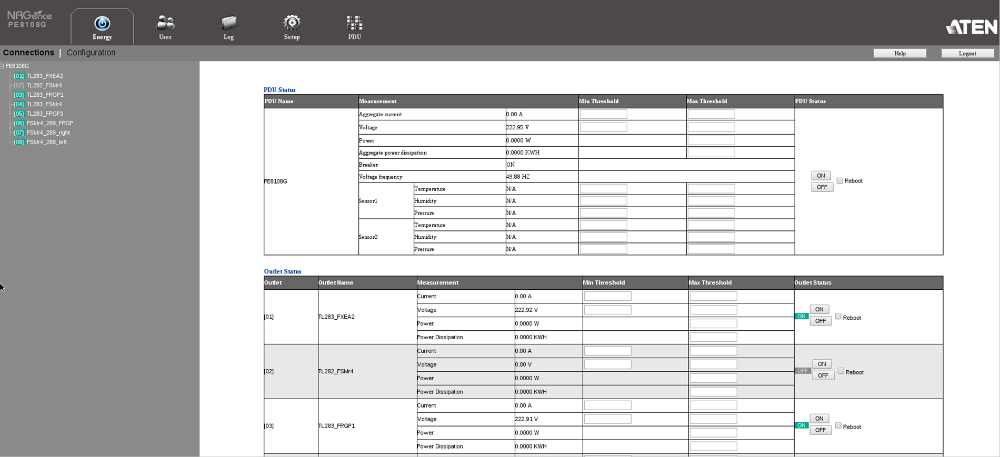 NRGence
PE8108G
Energy User Log Setup PDU
ATEN
Connections | Configuration Help Logout
PE8108G
[01] TL283_FXEA2
[02] TL282_FSMr4
[03] TL283_FRGP1
[04] TL283_FSMr4
[05] TL283_FRGP3
[06] FSMr4_289_FRGP
[07] FSMr4_289_right
[08] FSMr4_288_left
PDU Status
PDU Name Measurement Min Threshold Max Threshold PDU Status
PE8108G
Aggregate current 0.00 A
Voltage 222.95 V
Power 0.0000 W
Aggregate power dissipation 0.0000 KWH
Breaker ON
Voltage frequency 49.88 HZ
Sensor1
Temperature N/A
Humidity N/A
Pressure N/A
Sensor2
Temperature N/A
Humidity N/A
Pressure N/A
ON
OFF
Reboot
Outlet Status
Outlet Outlet Name Measurement Min Threshold Max Threshold Outlet Status
[01] TL283_FXEA2
Current 0.00 A
Voltage 222.92 V
Power 0.0000 W
Power Dissipation 0.0000 KWH
ON ON
OFF
Reboot
[02] TL282_FSMr4
Current 0.00 A
Voltage 0.00 V
Power 0.0000 W
Power Dissipation 0.0000 KWH
OFF ON
OFF
Reboot
[03] TL283_FRGP1
Current 0.00 A
Voltage 222.91 V
Power 0.0000 W
Power Dissipation 0.0000 KWH
ON ON
OFF
Reboot